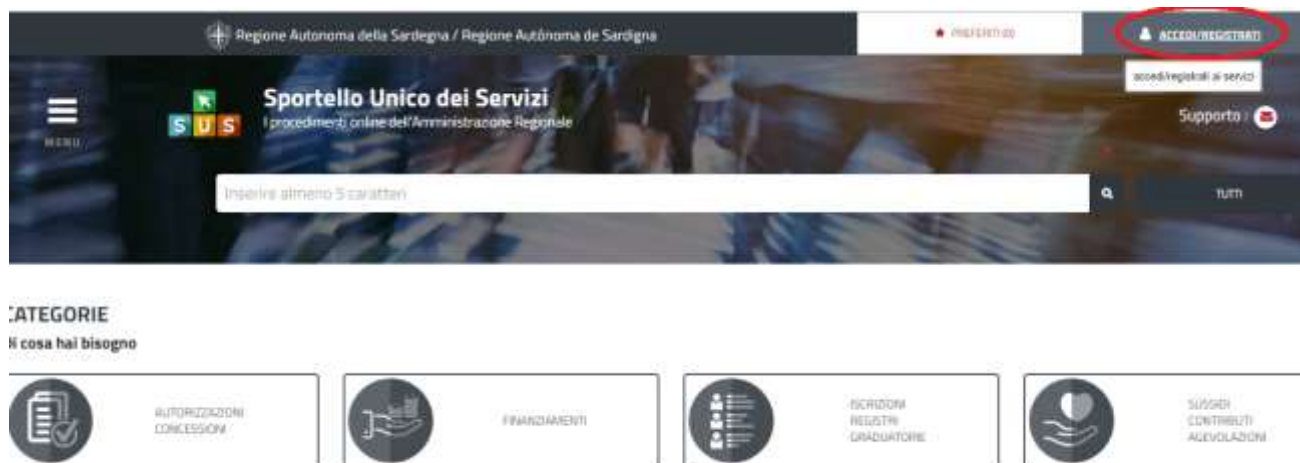 Regione Autonoma della Sardegna / Regione Autònoma de Sardigna
PREFERITI (0)
ACCEDI/REGISTRATI
accedi/registrati ai servizi
MENU
SUS
Sportello Unico dei Servizi
I procedimenti online dell'Amministrazione Regionale
Supporto
Inserire almeno 5 caratteri
TUTTI
CATEGORIE
di cosa hai bisogno
AUTORIZZAZIONI
CONCESSIONI
FINANZIAMENTI
ISCRIZIONI
REGISTRI
GRADUATORIE
SUSSIDI
CONTRIBUTI
AGEVOLAZIONI